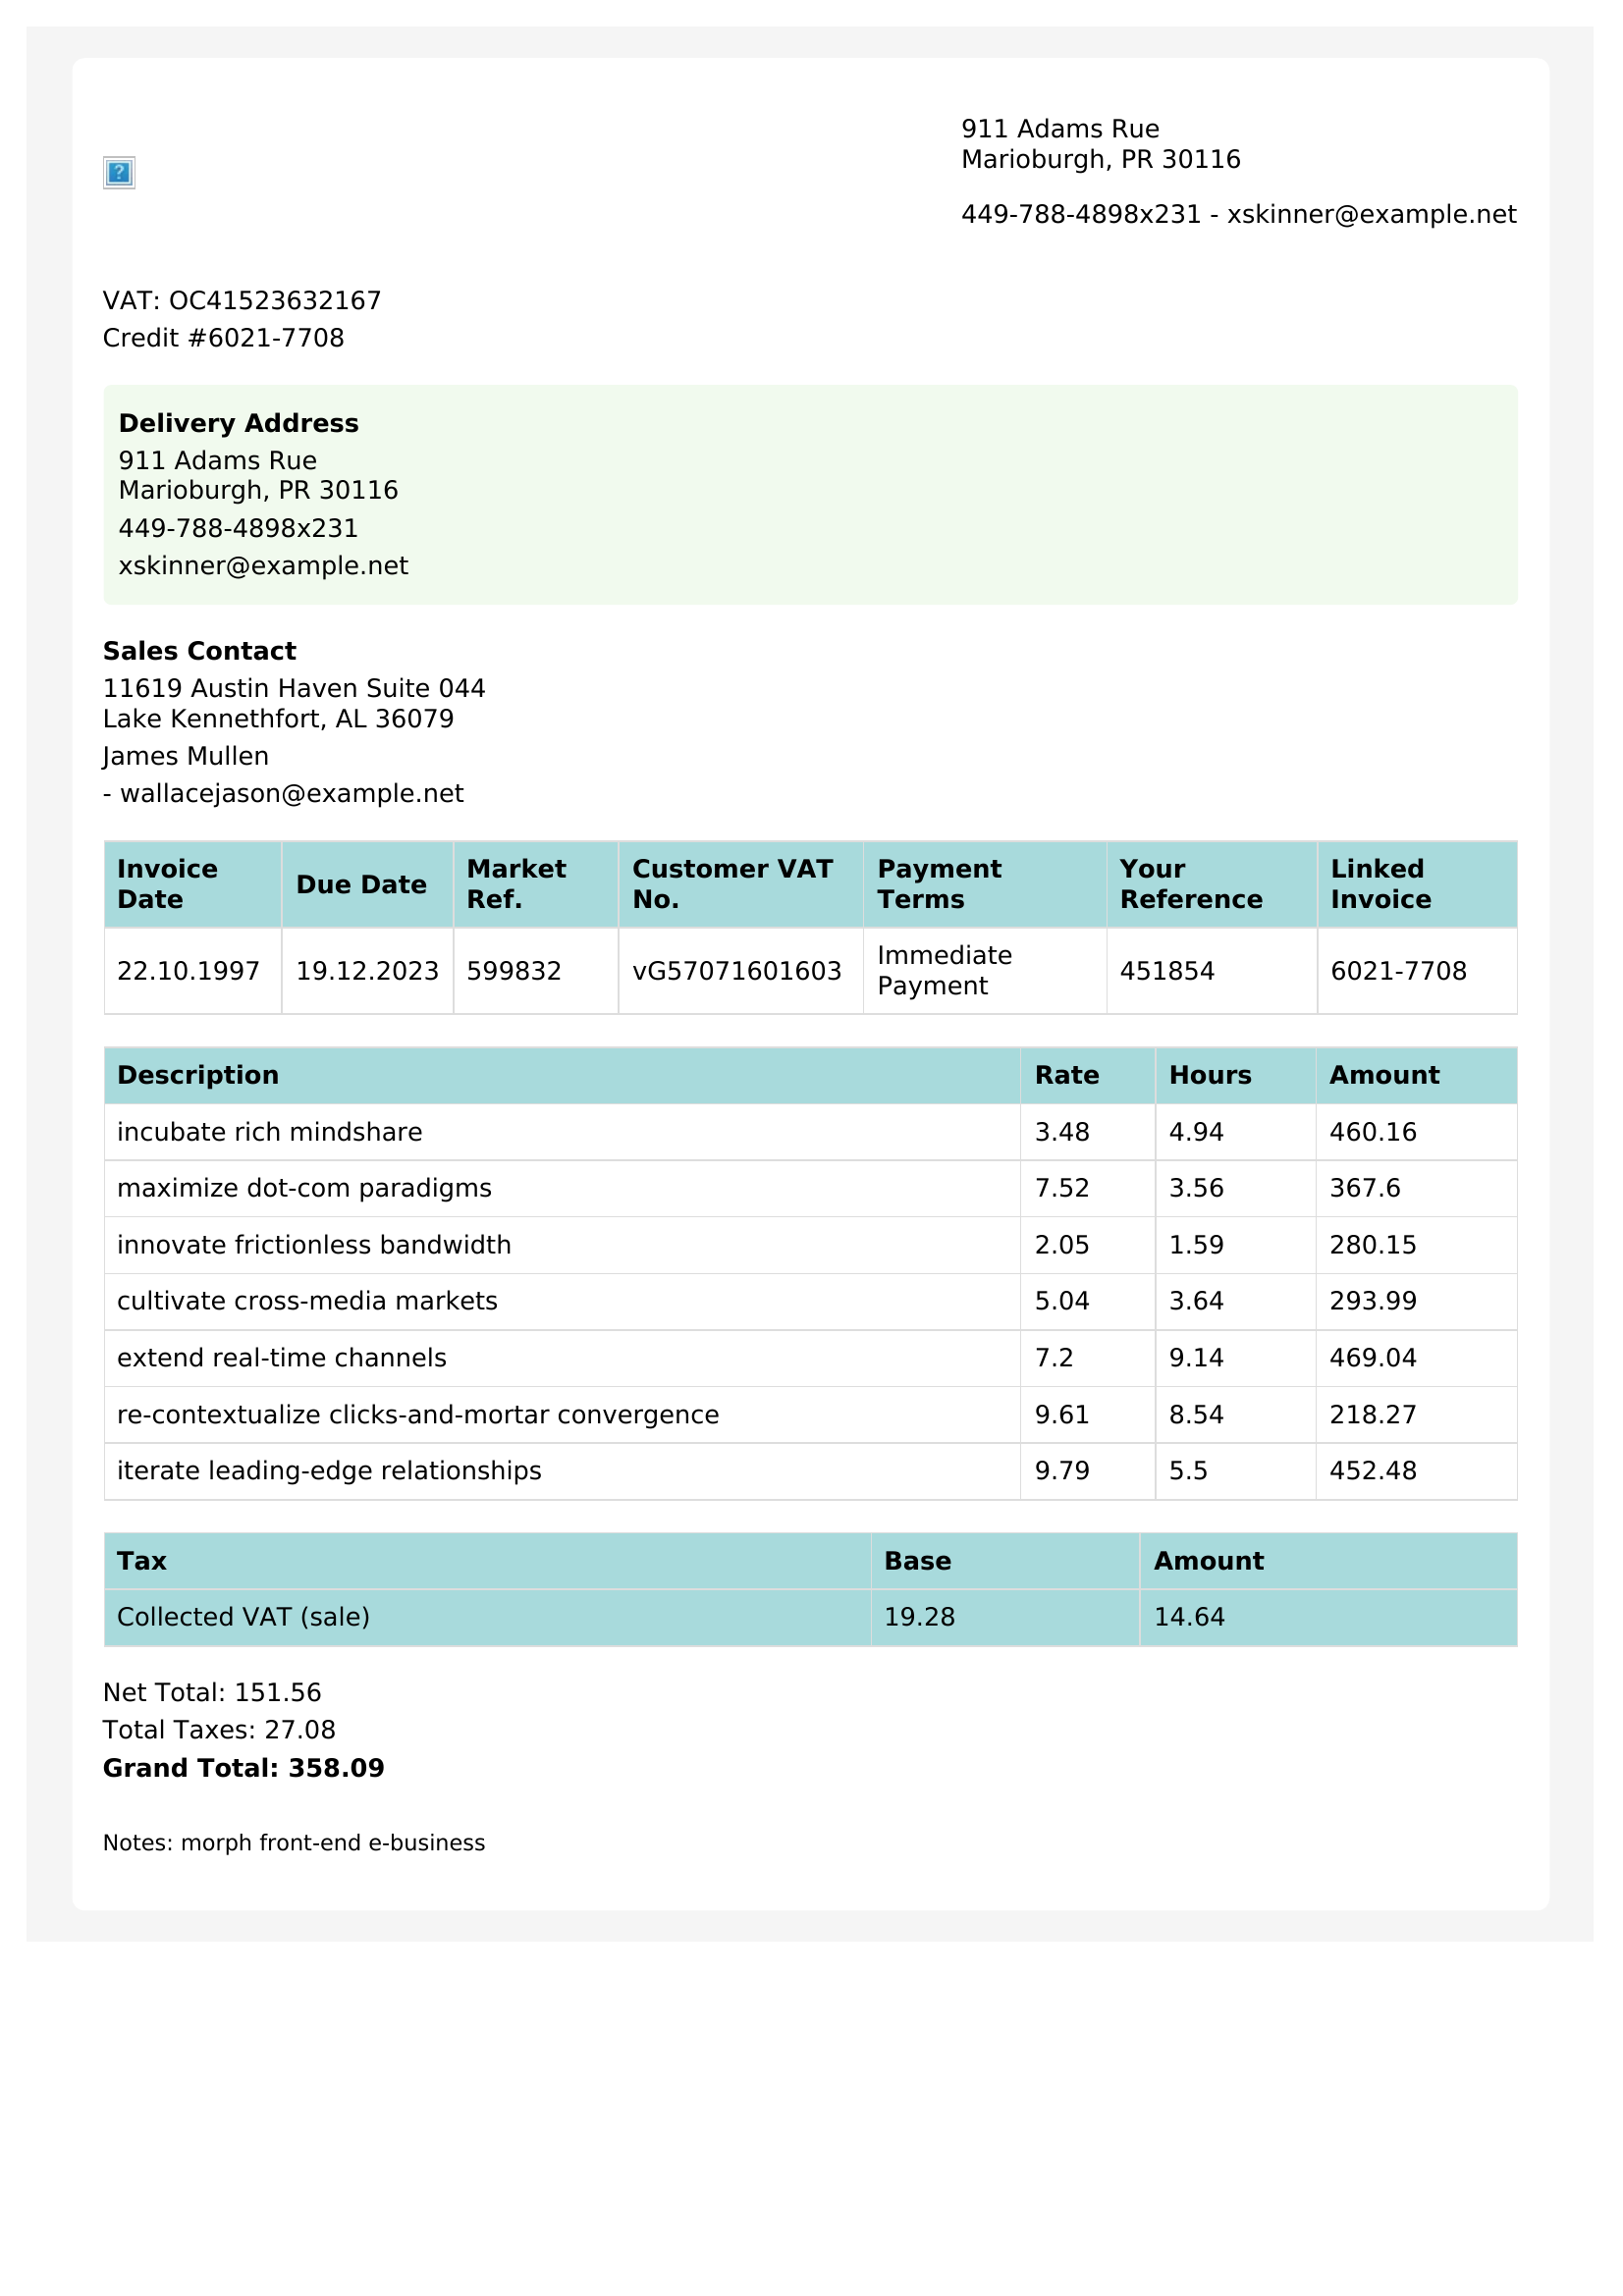 911 Adams Rue
Marioburgh, PR 30116
449-788-4898x231 - xskinner@example.net
VAT: OC41523632167
Credit #6021-7708
Delivery Address
911 Adams Rue
Marioburgh, PR 30116
449-788-4898x231
xskinner@example.net
Sales Contact
11619 Austin Haven Suite 044
Lake Kennethfort, AL 36079
James Mullen
- wallacejason@example.net
Invoice Date Due Date Market Ref. Customer VAT No. Payment Terms Your Reference Linked Invoice
22.10.1997 19.12.2023 599832 vG57071601603 Immediate Payment 451854 6021-7708
Description Rate Hours Amount
incubate rich mindshare 3.48 4.94 460.16
maximize dot-com paradigms 7.52 3.56 367.6
innovate frictionless bandwidth 2.05 1.59 280.15
cultivate cross-media markets 5.04 3.64 293.99
extend real-time channels 7.2 9.14 469.04
re-contextualize clicks-and-mortar convergence 9.61 8.54 218.27
iterate leading-edge relationships 9.79 5.5 452.48
Tax Base Amount
Collected VAT (sale) 19.28 14.64
Net Total: 151.56
Total Taxes: 27.08
Grand Total: 358.09
Notes: morph front-end e-business